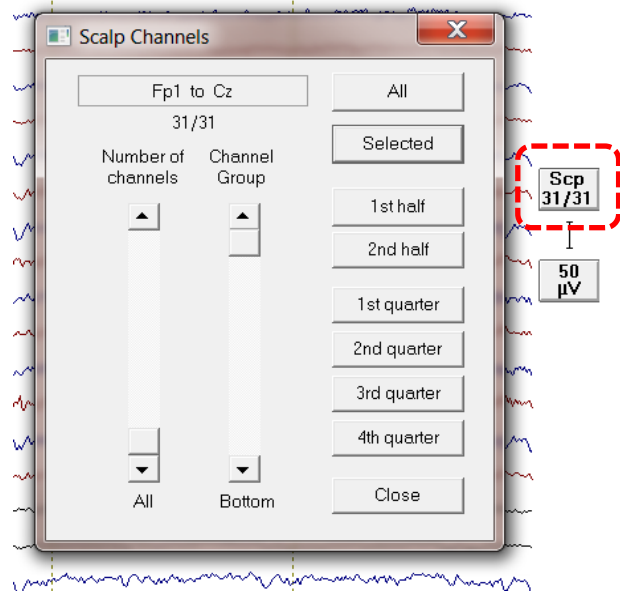 Scalp Channels
X
Fp1 to Cz
31/31
Number of
channels
Channel
Group
All
Bottom
All
Selected
1st half
2nd half
1st quarter
2nd quarter
3rd quarter
4th quarter
Close
Scp
31/31
50
µV